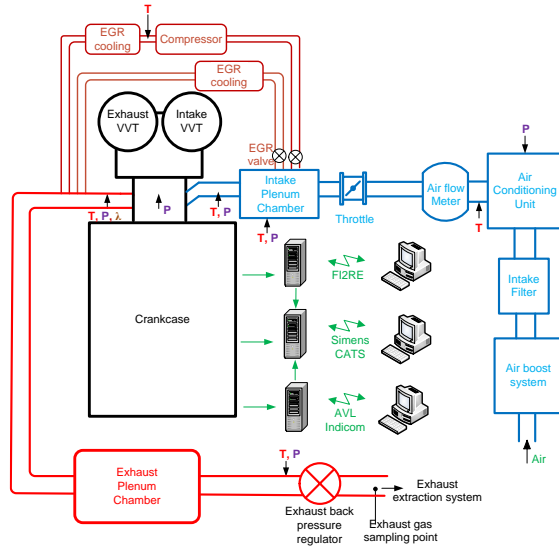 T
EGR
cooling
Compressor
EGR
cooling
Exhaust
VVT
Intake
VVT
P
EGR
valve
Intake
Plenum
Chamber
Throttle
Air flow
Meter
Air
Conditioning
Unit
P
T, P
T, P, λ
T, P
T
Intake
Filter
FI2RE
Crankcase
Simens
CATS
Air boost
system
AVL
Indicom
Air
T, P
Exhaust
Plenum
Chamber
Exhaust
extraction system
Exhaust back
pressure
regulator
Exhaust gas
sampling point